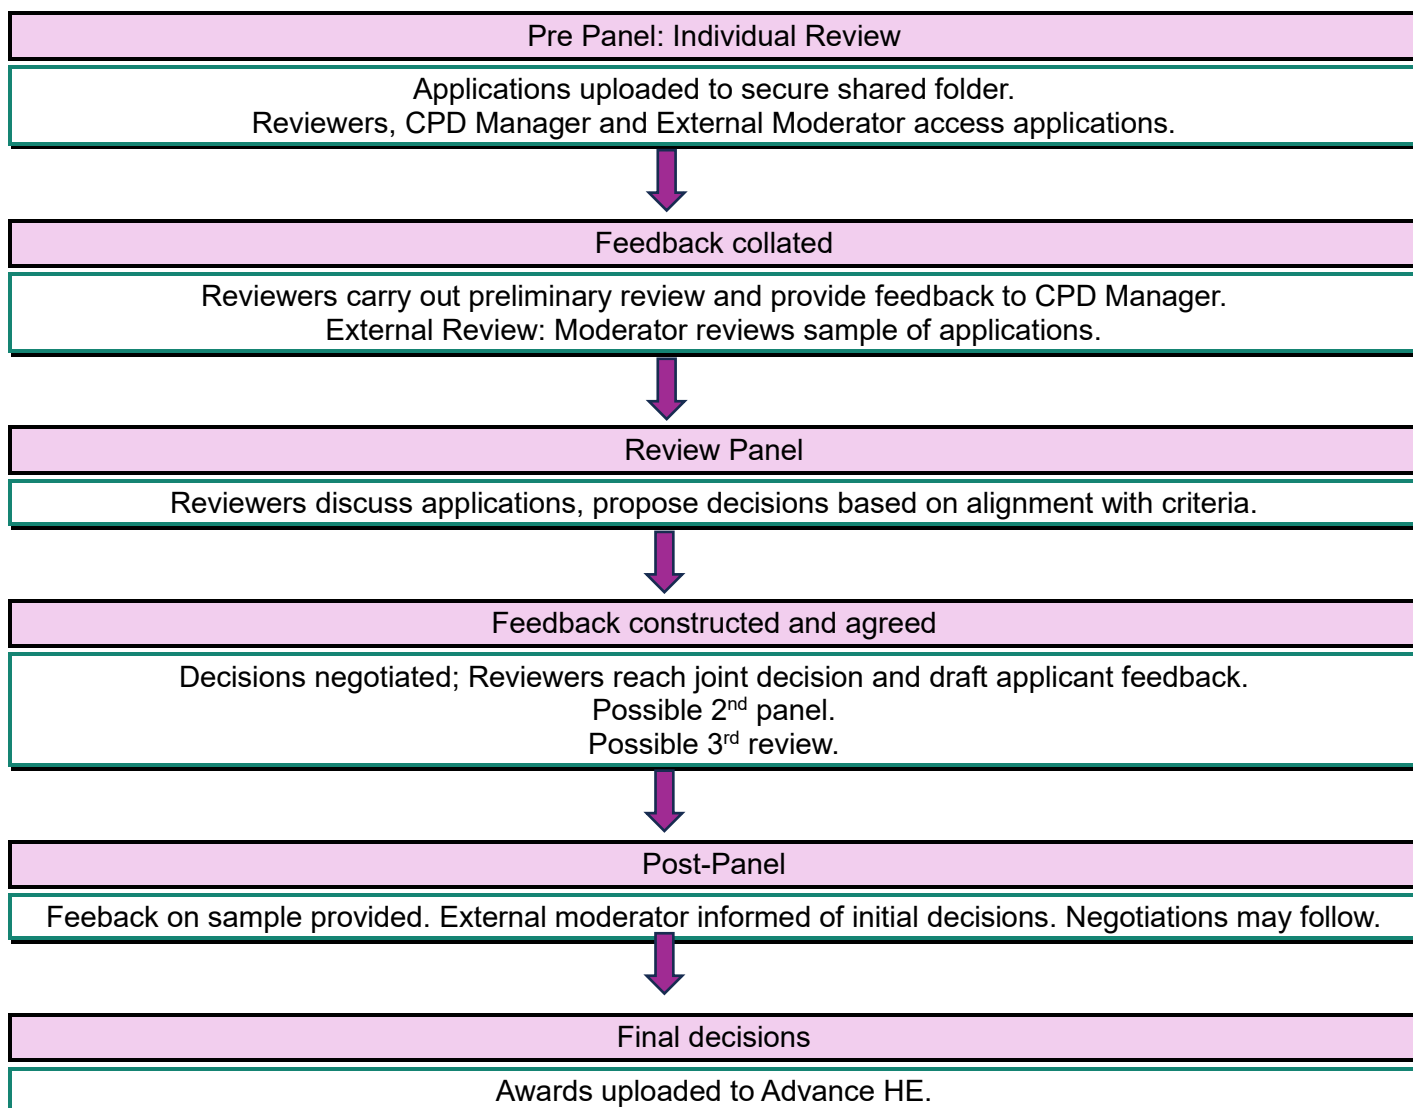 Pre Panel: Individual Review
Applications uploaded to secure shared folder.
Reviewers, CPD Manager and External Moderator access applications.
Feedback collated
Reviewers carry out preliminary review and provide feedback to CPD Manager.
External Review: Moderator reviews sample of applications.
Review Panel
Reviewers discuss applications, propose decisions based on alignment with criteria.
Feedback constructed and agreed
Decisions negotiated; Reviewers reach joint decision and draft applicant feedback.
Possible 2nd panel.
Possible 3rd review.
Post-Panel
Feeback on sample provided. External moderator informed of initial decisions. Negotiations may follow.
Final decisions
Awards uploaded to Advance HE.